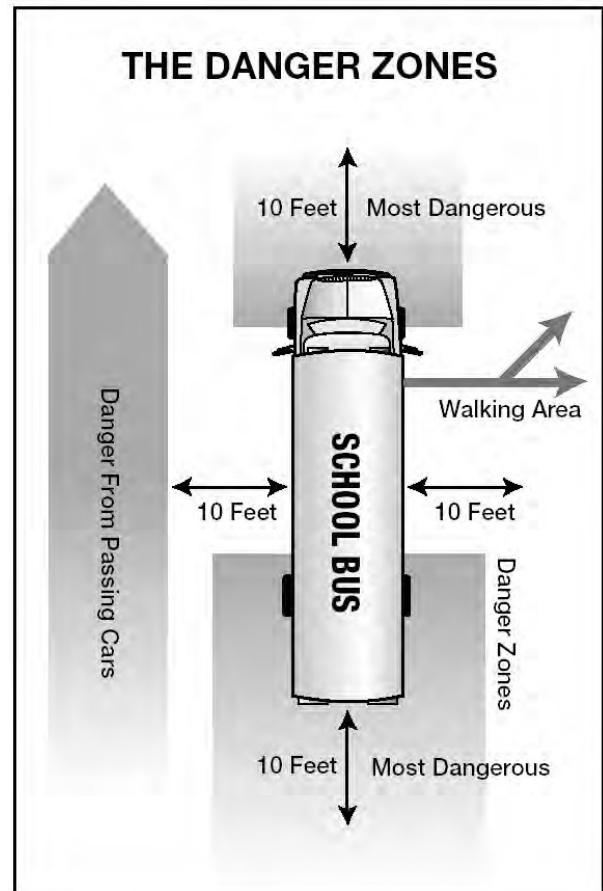 THE DANGER ZONES
10 Feet
Most Dangerous
Walking Area
SCHOOL BUS
Danger From Passing Cars
10 Feet
10 Feet
Danger Zones
10 Feet
Most Dangerous